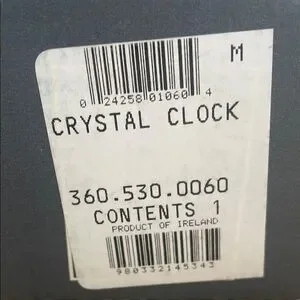 M
0 24258 01060 4
CRYSTAL CLOCK
360.530.0060
CONTENTS 1
PRODUCT OF IRELAND
980332145343